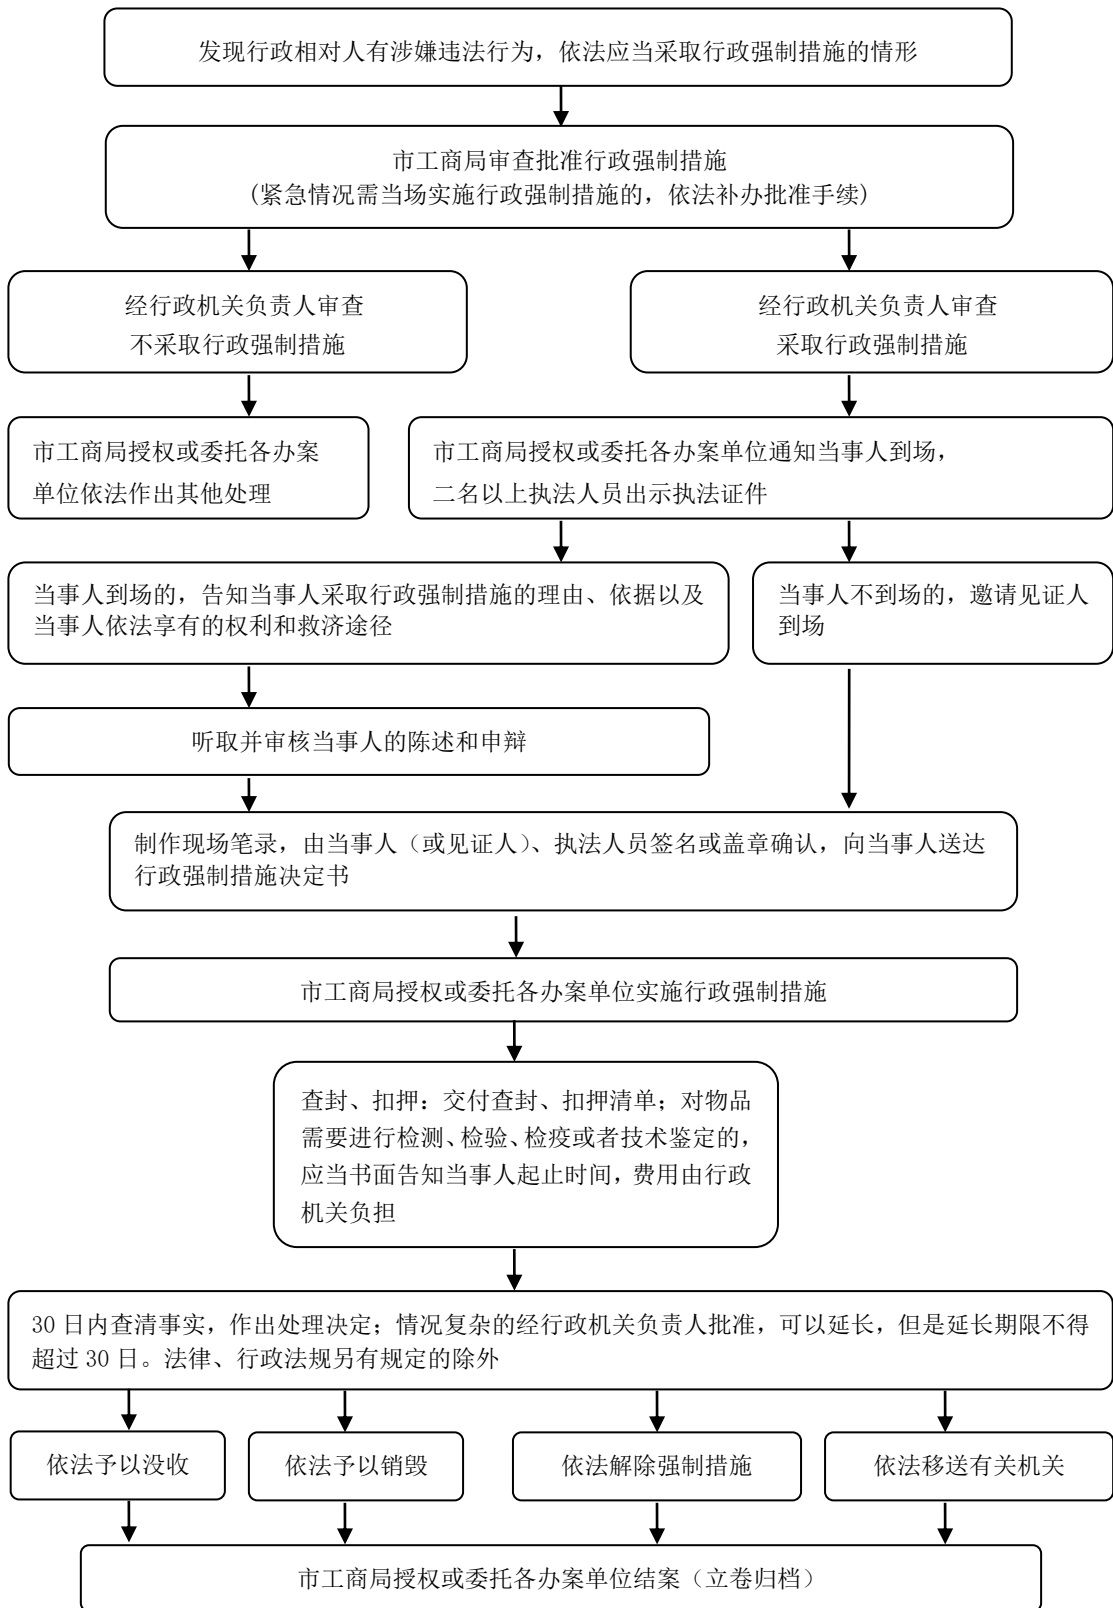 发现行政相对人有涉嫌违法行为，依法应当采取行政强制措施的情形
市工商局审查批准行政强制措施
(紧急情况需当场实施行政强制措施的，依法补办批准手续)
经行政机关负责人审查
不采取行政强制措施
经行政机关负责人审查
采取行政强制措施
市工商局授权或委托各办案
单位依法作出其他处理
市工商局授权或委托各办案单位通知当事人到场，
二名以上执法人员出示执法证件
当事人到场的，告知当事人采取行政强制措施的理由、依据以及
当事人依法享有的权利和救济途径
当事人不到场的，邀请见证人
到场
听取并审核当事人的陈述和申辩
制作现场笔录，由当事人（或见证人）、执法人员签名或盖章确认，向当事人送达
行政强制措施决定书
市工商局授权或委托各办案单位实施行政强制措施
查封、扣押：交付查封、扣押清单；对物品
需要进行检测、检验、检疫或者技术鉴定的，
应当书面告知当事人起止时间，费用由行政
机关负担
30 日内查清事实，作出处理决定；情况复杂的经行政机关负责人批准，可以延长，但是延长期限不得
超过 30 日。法律、行政法规另有规定的除外
依法予以没收
依法予以销毁
依法解除强制措施
依法移送有关机关
市工商局授权或委托各办案单位结案（立卷归档）